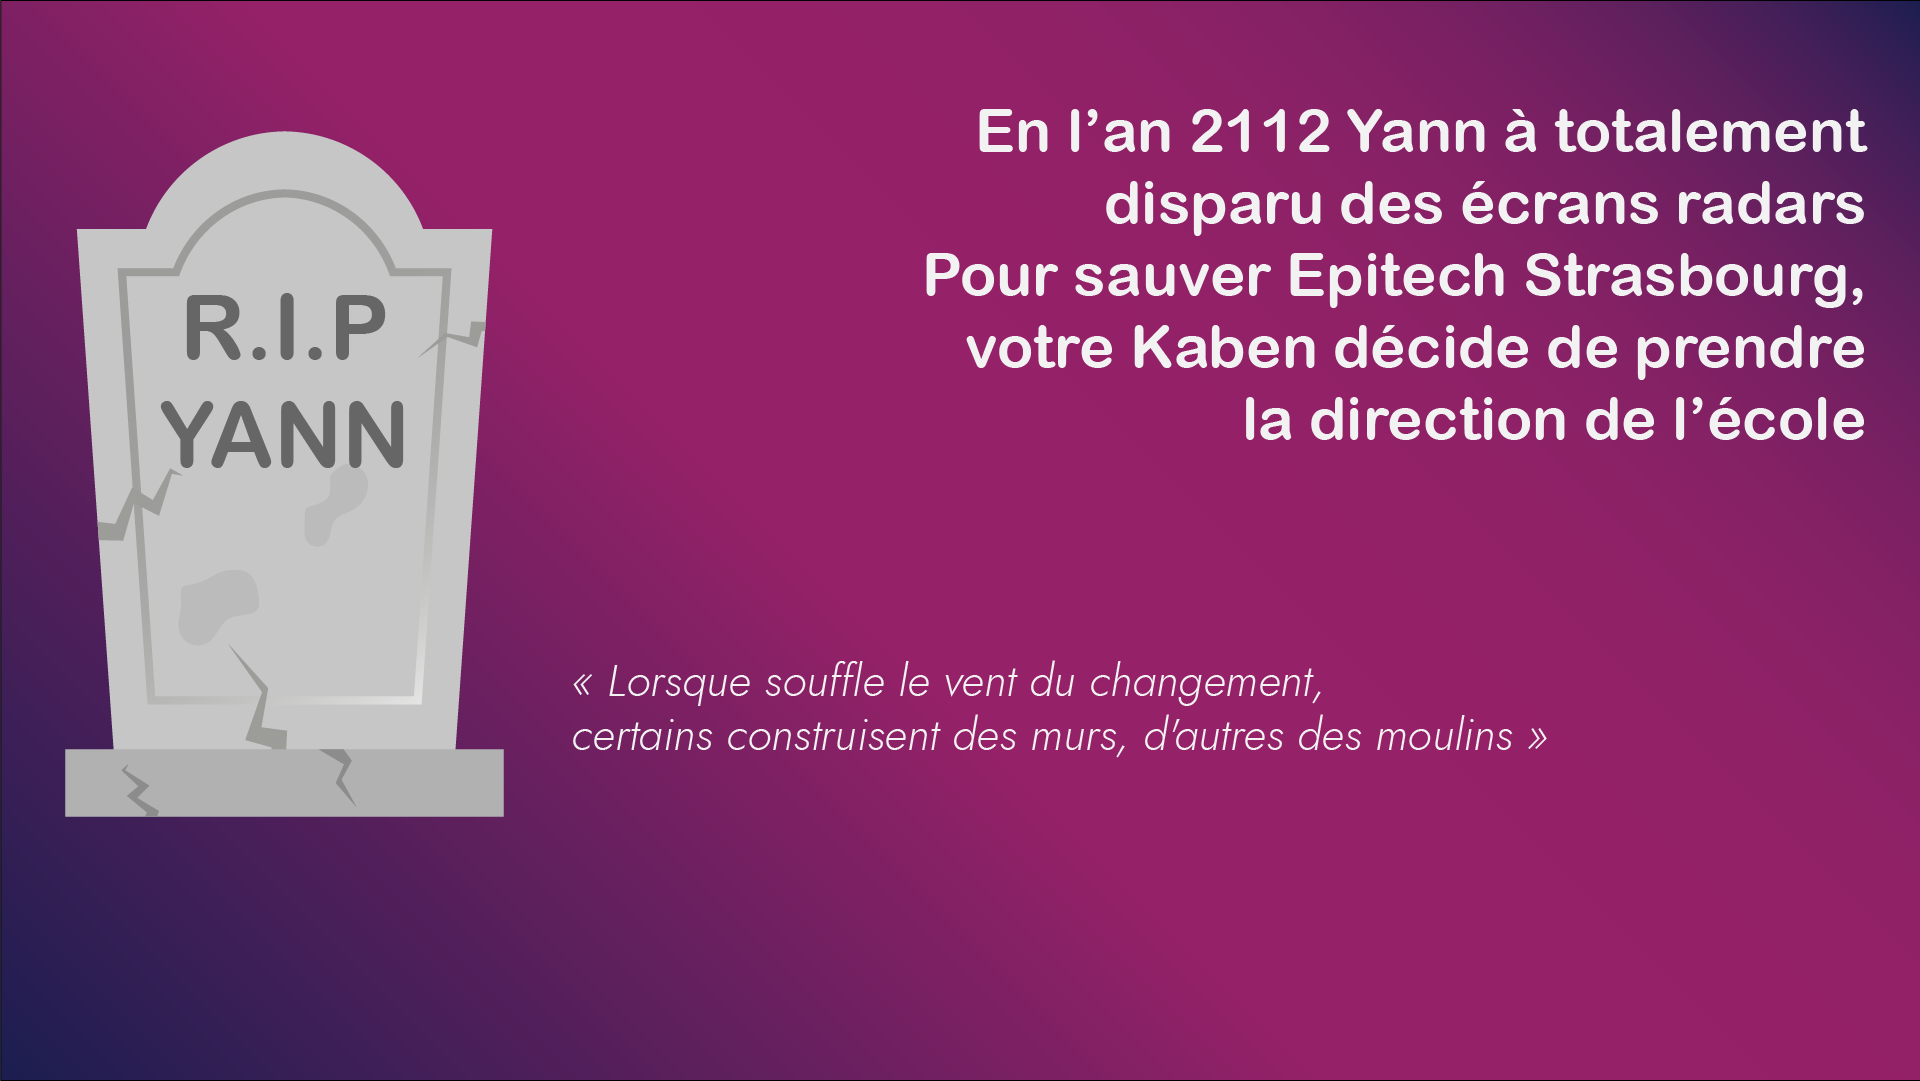 R.I.P
YANN
En l’an 2112 Yann à totalement
disparu des écrans radars
Pour sauver Epitech Strasbourg,
votre Kaben décide de prendre
la direction de l’école
« Lorsque souffle le vent du changement,
certains construisent des murs, d'autres des moulins »